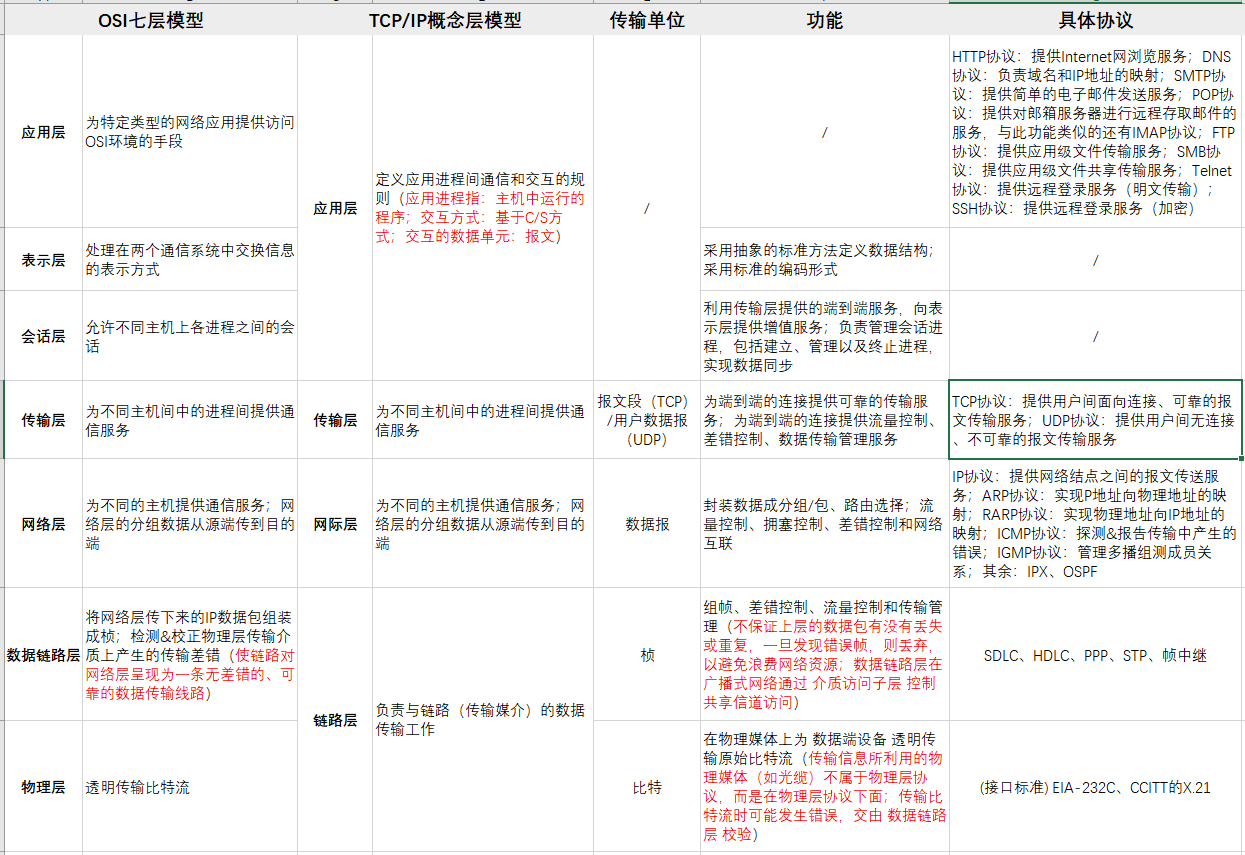 OSI七层模型
TCP/IP概念层模型
传输单位
功能
具体协议
应用层
为特定类型的网络应用提供访问
OSI环境的手段
应用层
定义应用进程间通信和交互的规
则（应用进程指：主机中运行的
程序；交互方式：基于C/S方
式；交互的数据单元：报文）
/
/
HTTP协议：提供Internet网浏览服务；DNS
协议：负责域名和IP地址的映射；SMTP协
议：提供简单的电子邮件发送服务；POP协
议：提供对邮箱服务器进行远程存取邮件的
服务，与此功能类似的还有IMAP协议；FTP
协议：提供应用级文件传输服务；SMB协
议：提供应用级文件共享传输服务；Telnet
协议：提供远程登录服务（明文传输）；
SSH协议：提供远程登录服务（加密）
表示层
处理在两个通信系统中交换信息
的表示方式
采用抽象的标准方法定义数据结构；
采用标准的编码形式
/
会话层
允许不同主机上各进程之间的会
话
利用传输层提供的端到端服务，向表
示层提供增值服务；负责管理会话进
程，包括建立、管理以及终止进程，
实现数据同步
/
传输层
为不同主机间中的进程间提供通
信服务
传输层
为不同主机间中的进程间提供通
信服务
报文段（TCP）
/用户数据报
（UDP）
为端到端的连接提供可靠的传输服
务；为端到端的连接提供流量控制、
差错控制、数据传输管理服务
TCP协议：提供用户间面向连接、可靠的报
文传输服务；UDP协议：提供用户间无连接
、不可靠的报文传输服务
网络层
为不同的主机提供通信服务；网
络层的分组数据从源端传到目的
端
网际层
为不同的主机提供通信服务；网
络层的分组数据从源端传到目的
端
数据报
封装数据成分组/包、路由选择；流
量控制、拥塞控制、差错控制和网络
互联
IP协议：提供网络结点之间的报文传送服
务；ARP协议：实现P地址向物理地址的映
射；RARP协议：实现物理地址向IP地址的
映射；ICMP协议：探测&报告传输中产生的
错误；IGMP协议：管理多播组测成员关
系；其余：IPX、OSPF
数据链路层
将网络层传下来的IP数据包组装
成桢；检测&校正物理层传输介
质上产生的传输差错（使链路对
网络层呈现为一条无差错的、可
靠的数据传输线路）
链路层
负责与链路（传输媒介）的数据
传输工作
桢
组帧、差错控制、流量控制和传输管
理（不保证上层的数据包有没有丢失
或重复，一旦发现错误帧，则丢弃，
以避免浪费网络资源；数据链路层在
广播式网络通过 介质访问子层 控制
共享信道访问）
SDLC、HDLC、PPP、STP、帧中继
物理层
透明传输比特流
比特
在物理媒体上为 数据端设备 透明传
输原始比特流（传输信息所利用的物
理媒体（如光缆）不属于物理层协
议，而是在物理层协议下面；传输比
特流时可能发生错误，交由 数据链路
层 校验）
(接口标准) EIA-232C、CCITT的X.21